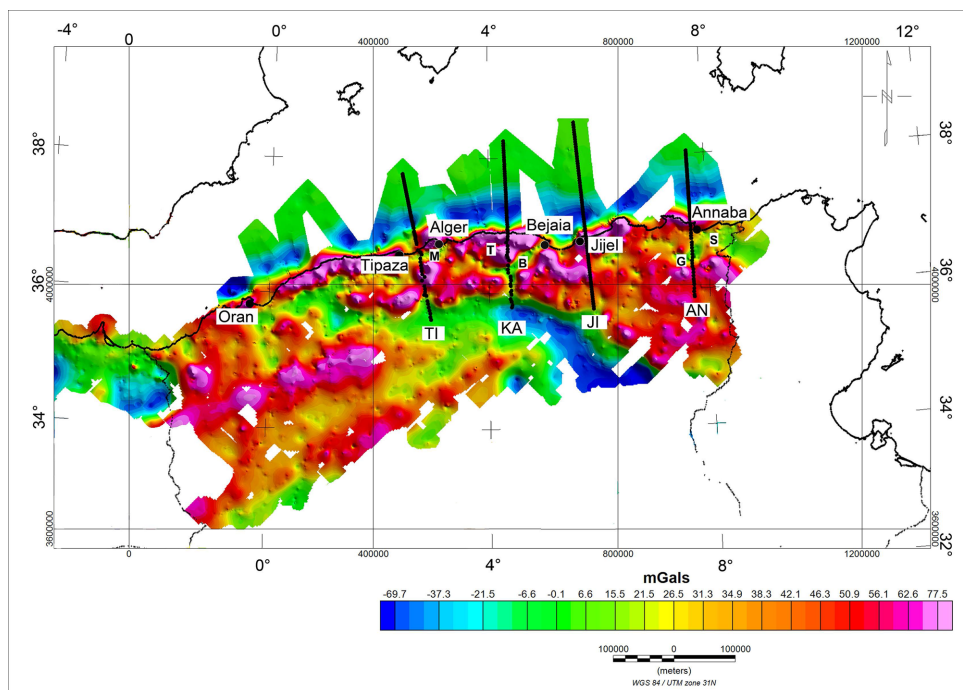 -4° 0° 4° 8° 12°
0 400000 800000 1200000
38° 38°
Annaba
Alger Bejaia
T S
M Jijel
Tipaza B G
36° 4000000 36° 4000000
Oran
TI KA JI AN
34° 34°
3600000 3600000
32°
0 400000 800000 1200000
0° 4° 8°
mGals
-69.7 -37.3 -21.5 -6.6 -0.1 6.6 15.5 21.5 26.5 31.3 34.9 38.3 42.1 46.3 50.9 56.1 62.6 77.5
100000 0 100000
(meters)
WGS 84 / UTM zone 31N
N